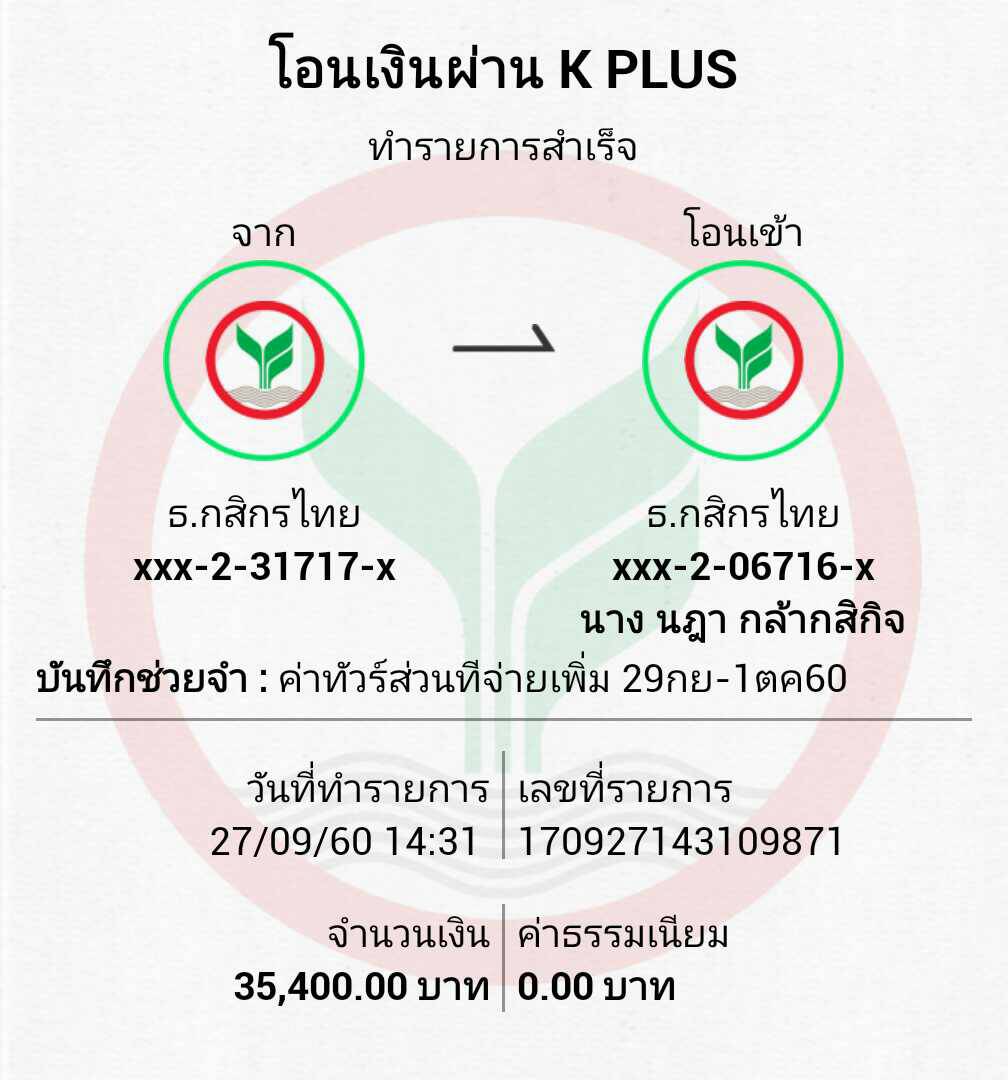 โอนเงินผ่าน K PLUS
ทำรายการสำเร็จ
จาก
โอนเข้า
ธ.กสิกรไทย
xxx-2-31717-x
ธ.กสิกรไทย
xxx-2-06716-x
นาง นฎา กล้ากสิกิจ
บันทึกช่วยจำ : ค่าทัวร์ส่วนทีจ่ายเพิ่ม 29กย-1ตค60
วันที่ทำรายการ
27/09/60 14:31
เลขที่รายการ
170927143109871
จำนวนเงิน
35,400.00 บาท
ค่าธรรมเนียม
0.00 บาท